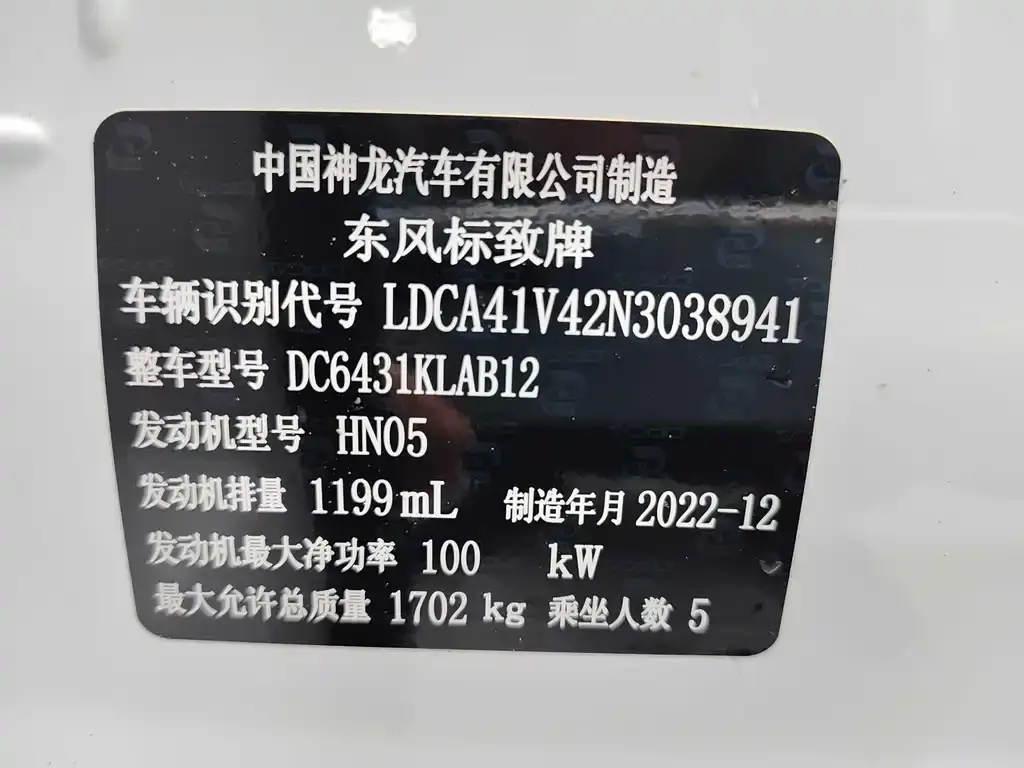 中国神龙汽车有限公司制造
东风标致牌
车辆识别代号 LDCA41V42N3038941
整车型号 DC6431KLAB12
发动机型号 HN05
发动机排量 1199mL 制造年月 2022-12
发动机最大净功率 100 kW
最大允许总质量 1702 kg 乘坐人数 5